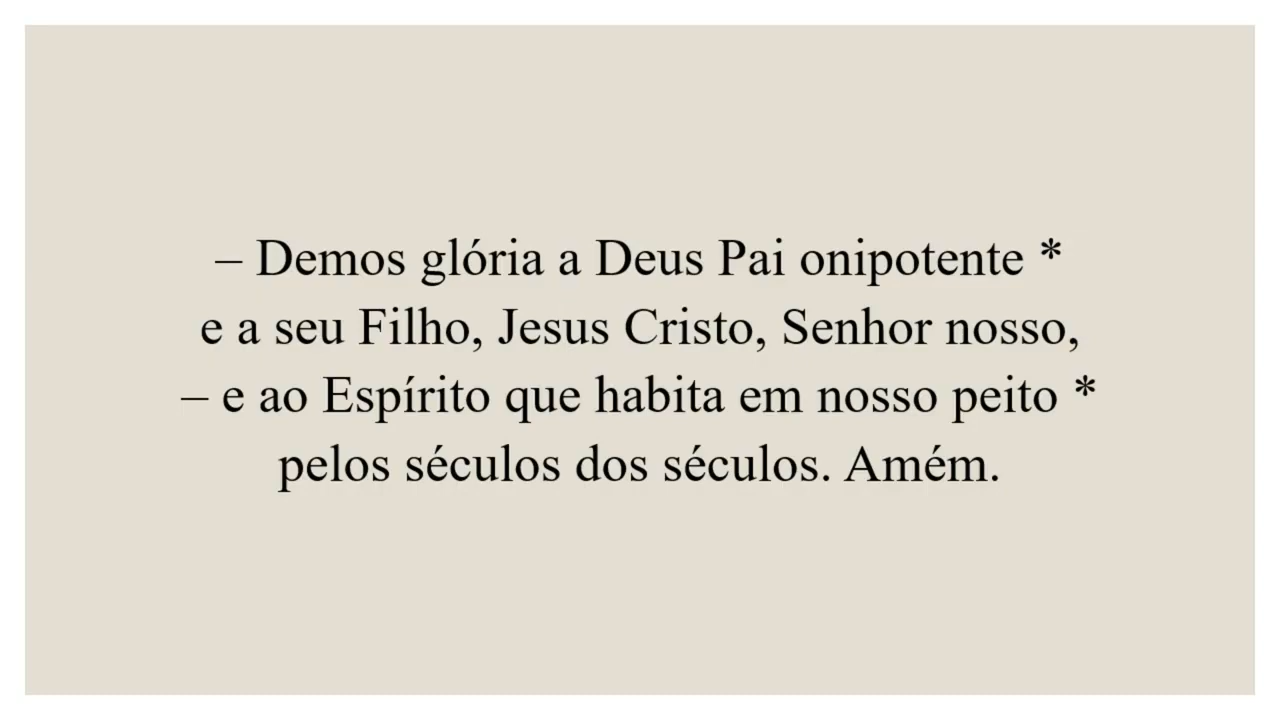 – Demos glória a Deus Pai onipotente *
e a seu Filho, Jesus Cristo, Senhor nosso,
– e ao Espírito que habita em nosso peito *
pelos séculos dos séculos. Amém.